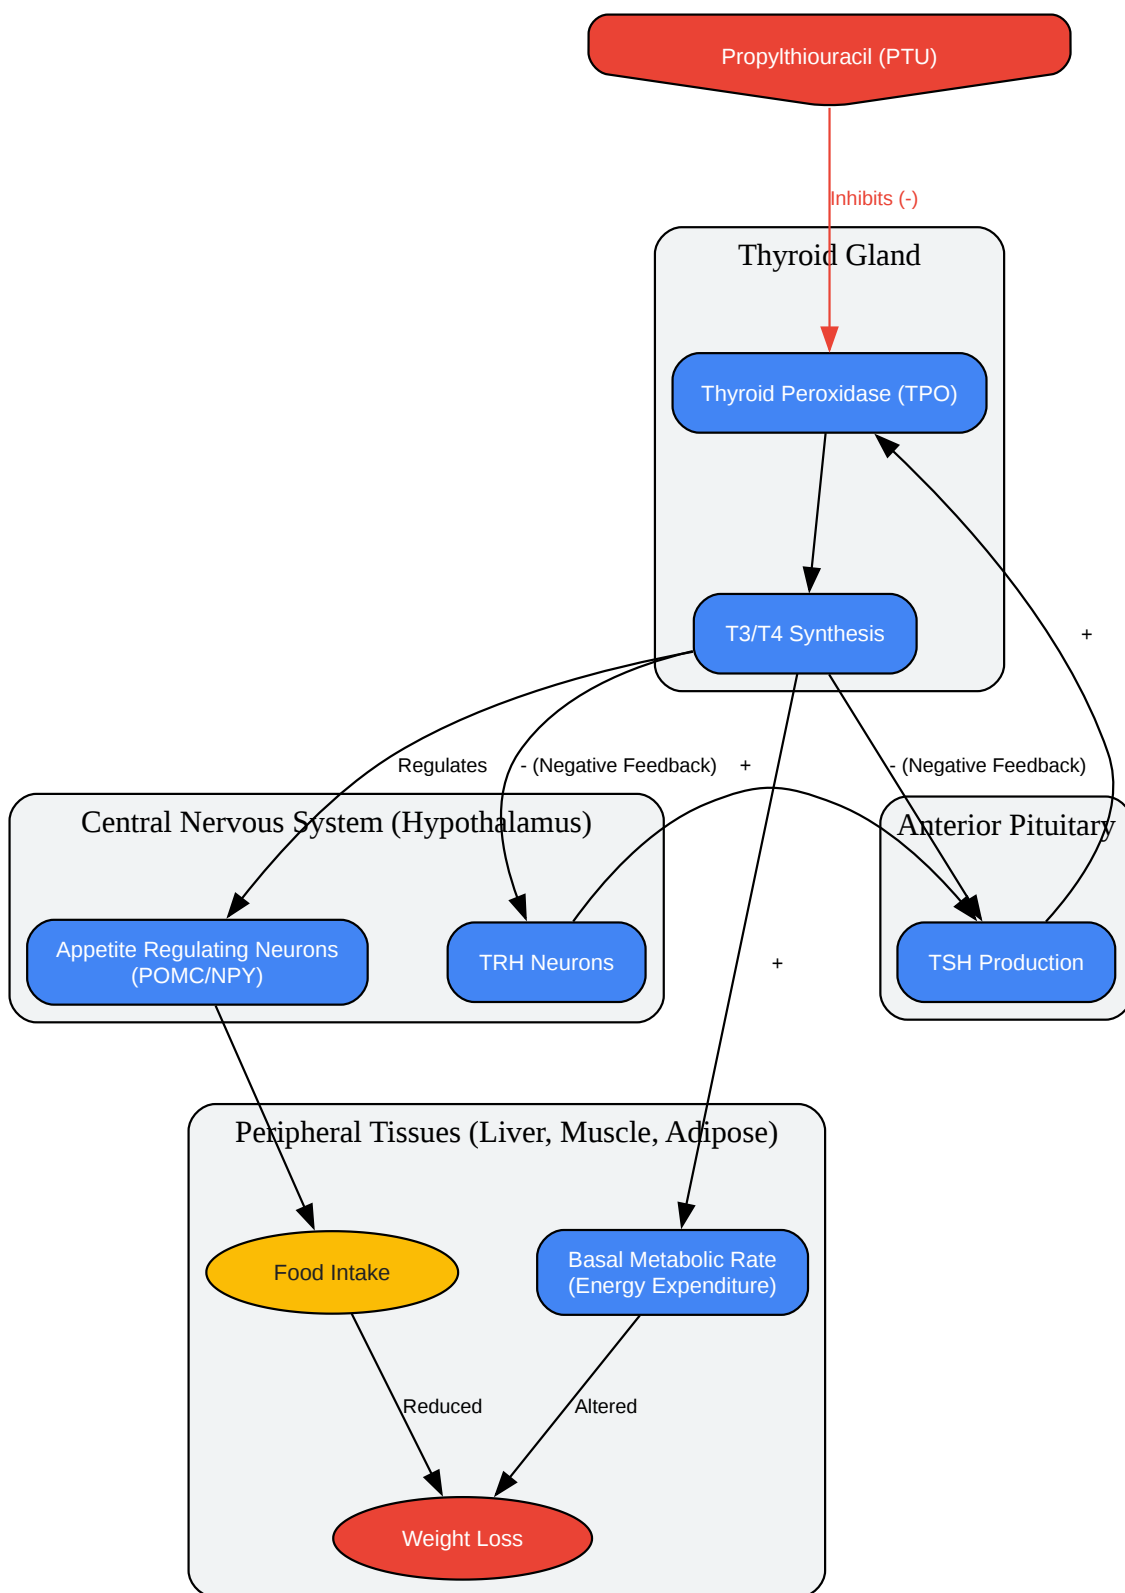 Propylthiouracil (PTU)
Inhibits (-)
Thyroid Gland
Thyroid Peroxidase (TPO)
+
T3/T4 Synthesis
Regulates
- (Negative Feedback)
+
- (Negative Feedback)
Central Nervous System (Hypothalamus)
Anterior Pituitary
Appetite Regulating Neurons
(POMC/NPY)
TRH Neurons
+
TSH Production
Peripheral Tissues (Liver, Muscle, Adipose)
Food Intake
Basal Metabolic Rate
(Energy Expenditure)
Reduced
Altered
Weight Loss